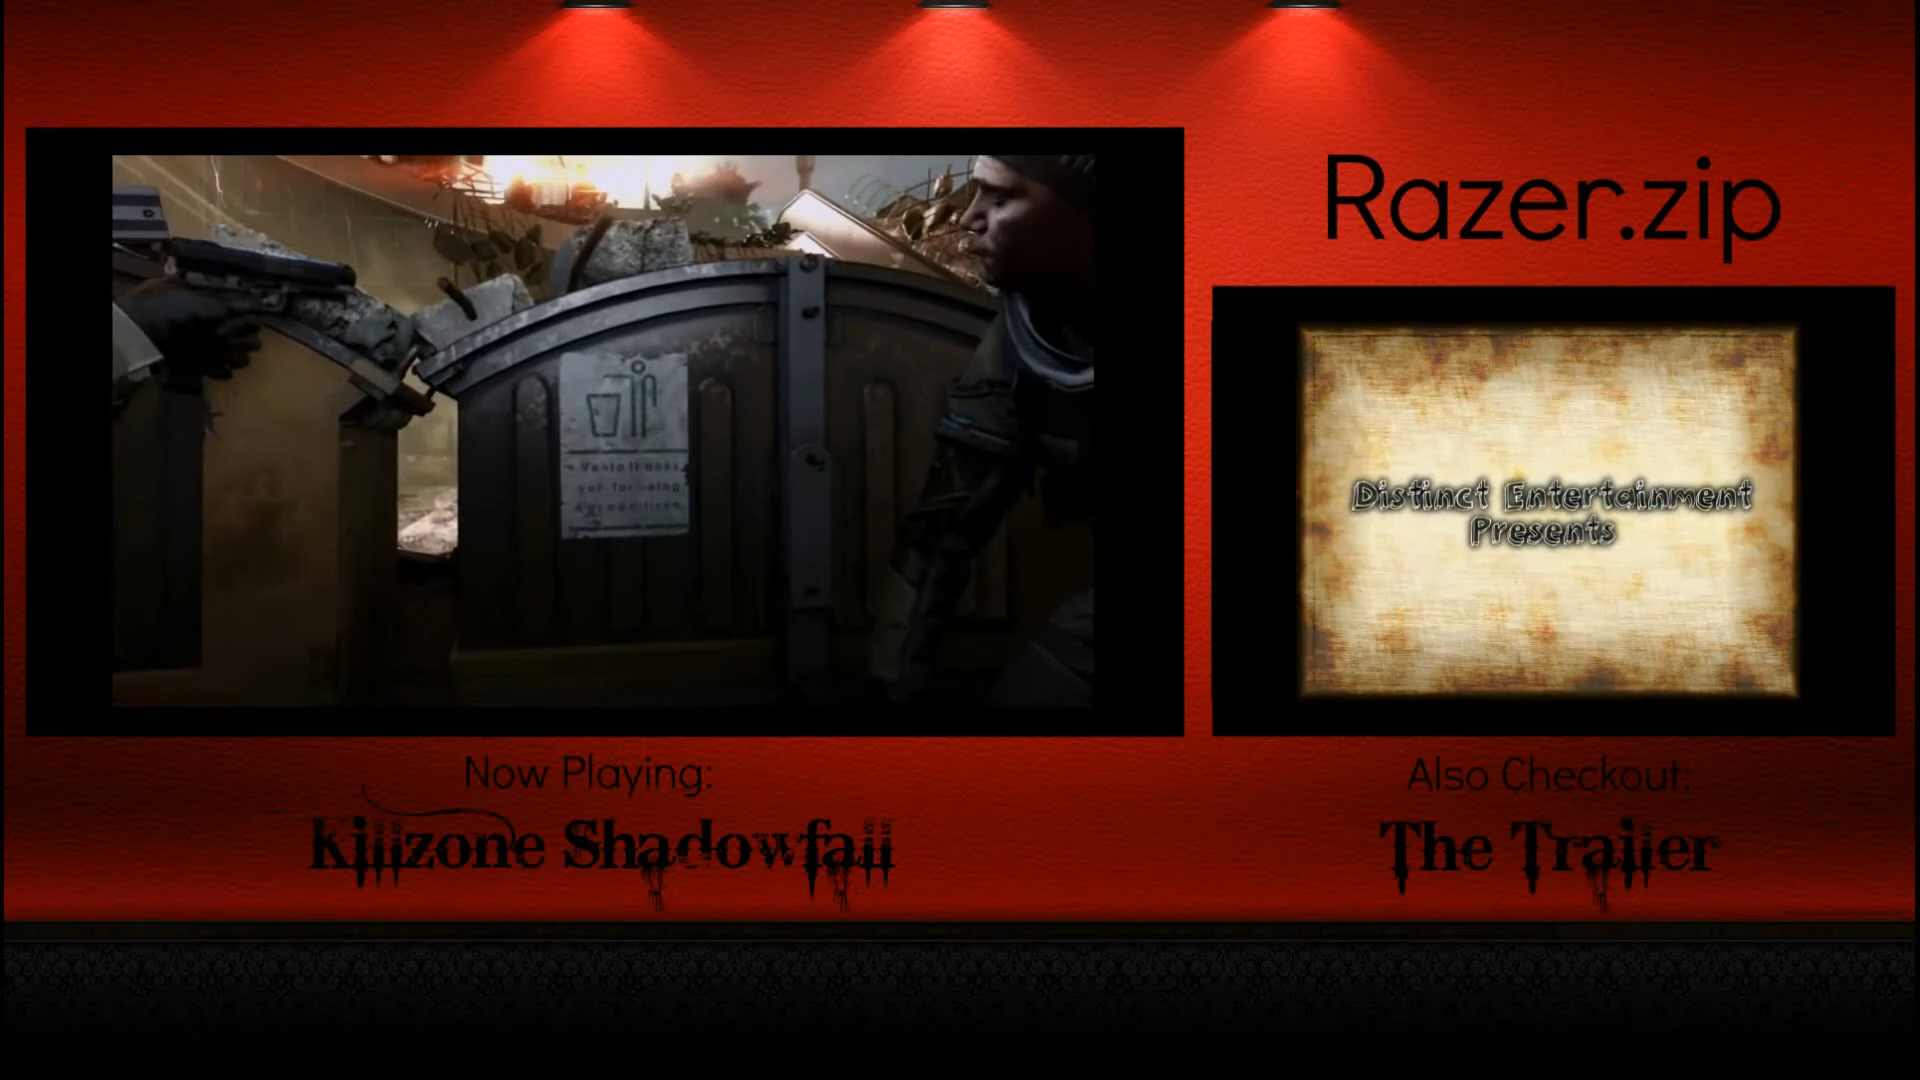 Razer.zip
Distinct Entertainment
Presents
Now Playing:
Killzone Shadowfall
Also Checkout:
The Trailer